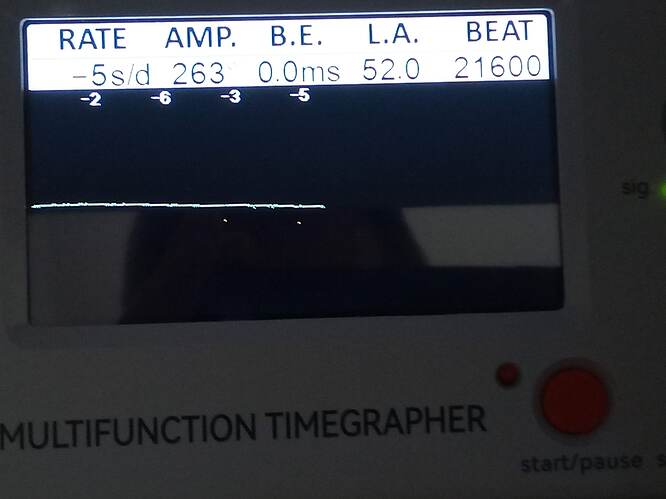 RATE AMP. B.E. L.A. BEAT
-5s/d 263 0.0ms 52.0 21600
-2 -6 -3 -5
sig
MULTIFUNCTION TIMEGRAPHER
start/pause s